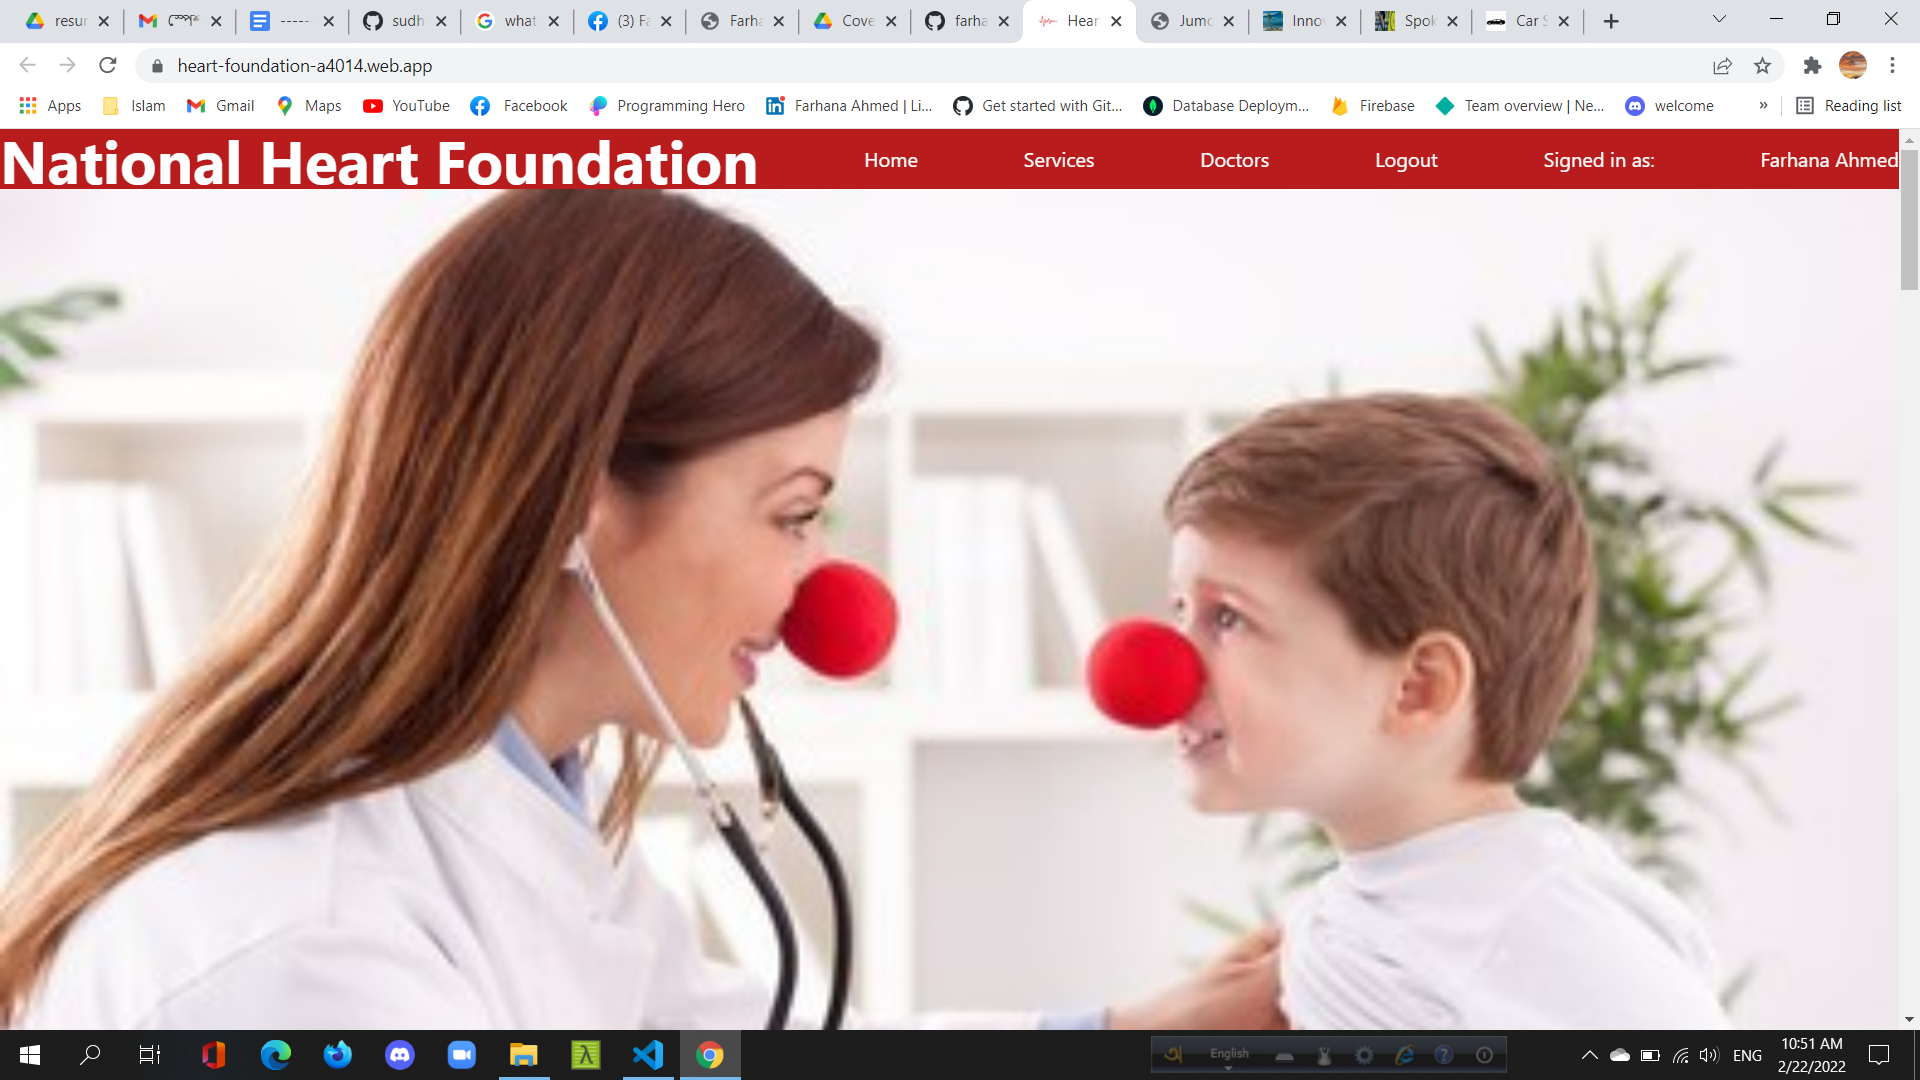 resur
---
sudh
what
(3) Fa
Farha
Cove
farha
Hear
Jumo
Inno
Spok
Car S
heart-foundation-a4014.web.app
Apps Islam Gmail Maps YouTube Facebook Programming Hero Farhana Ahmed | Li... Get started with Git... Database Deploym... Firebase Team overview | Ne... welcome » Reading list
National Heart Foundation Home Services Doctors Logout Signed in as: Farhana Ahmed
English
ENG
10:51 AM
2/22/2022